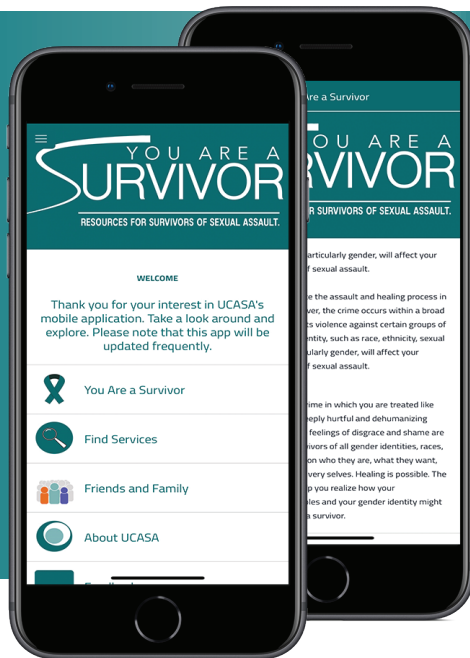 YOU ARE A
SURVIVOR
RESOURCES FOR SURVIVORS OF SEXUAL ASSAULT.
WELCOME
Thank you for your interest in UCASA's
mobile application. Take a look around and
explore. Please note that this app will be
updated frequently.
You Are a Survivor
Find Services
Friends and Family
About UCASA
Are a Survivor
OU ARE A
RVIVOR
R SURVIVORS OF SEXUAL ASSAULT.
articularly gender, will affect your
f sexual assault.
e the assault and healing process in
ver, the crime occurs within a broad
ts violence against certain groups of
entity, such as race, ethnicity, sexual
ularly gender, will affect your
f sexual assault.
ime in which you are treated like
eeply hurtful and dehumanizing
feelings of disgrace and shame are
ivors of all gender identities, races,
on who they are, what they want,
very selves. Healing is possible. The
p you realize how your
les and your gender identity might
a survivor.